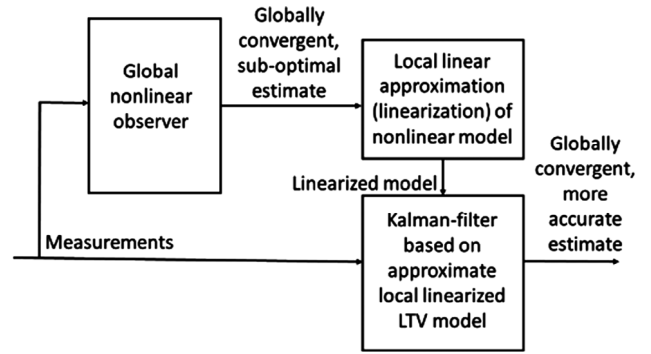 Global
nonlinear
observer
Globally
convergent,
sub-optimal
estimate
Local linear
approximation
(linearization) of
nonlinear model
Linearized model
Measurements
Kalman-filter
based on
approximate
local linearized
LTV model
Globally
convergent,
more
accurate
estimate